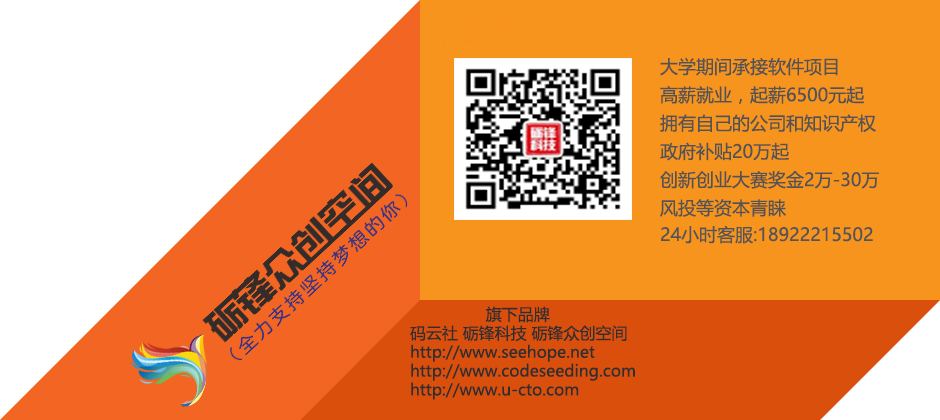 砺锋众创空间
(全力支持坚持梦想的你)
砺锋
科技
大学期间承接软件项目
高薪就业，起薪6500元起
拥有自己的公司和知识产权
政府补贴20万起
创新创业大赛奖金2万-30万
风投等资本青睐
24小时客服:18922215502
旗下品牌
码云社 砺锋科技 砺锋众创空间
http://www.seehope.net
http://www.codeseeding.com
http://www.u-cto.com